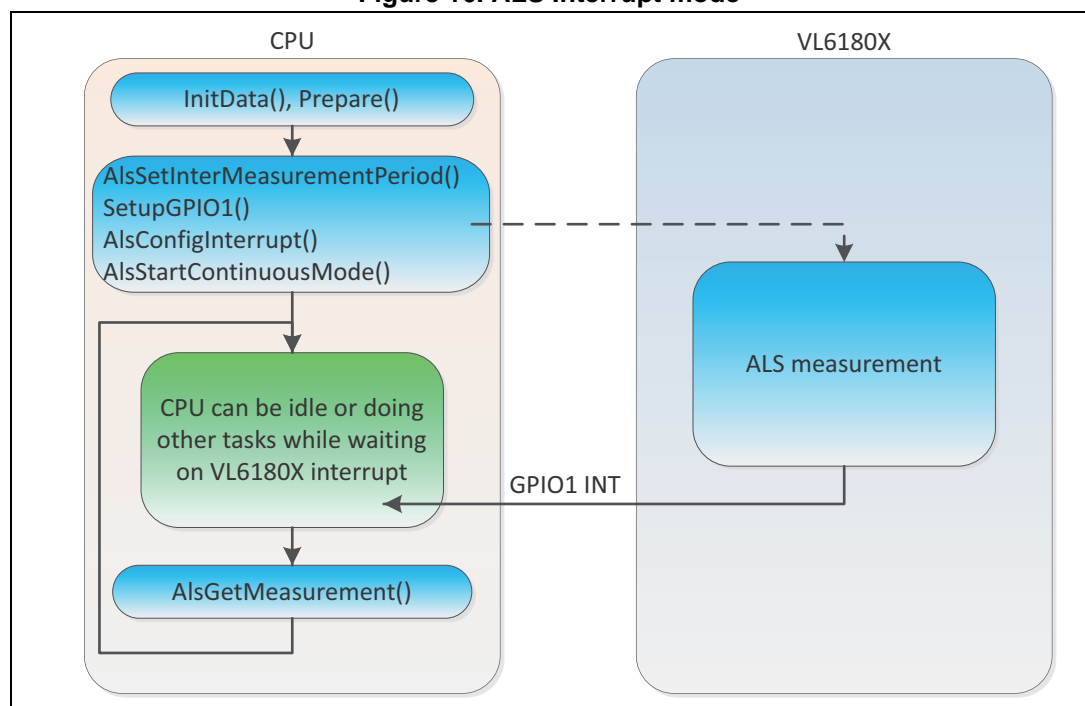 CPU
VL6180X
InitData(), Prepare()
AlsSetInterMeasurementPeriod()
SetupGPIO1()
AlsConfigInterrupt()
AlsStartContinuousMode()
ALS measurement
CPU can be idle or doing
other tasks while waiting
on VL6180X interrupt
GPIO1 INT
AlsGetMeasurement()